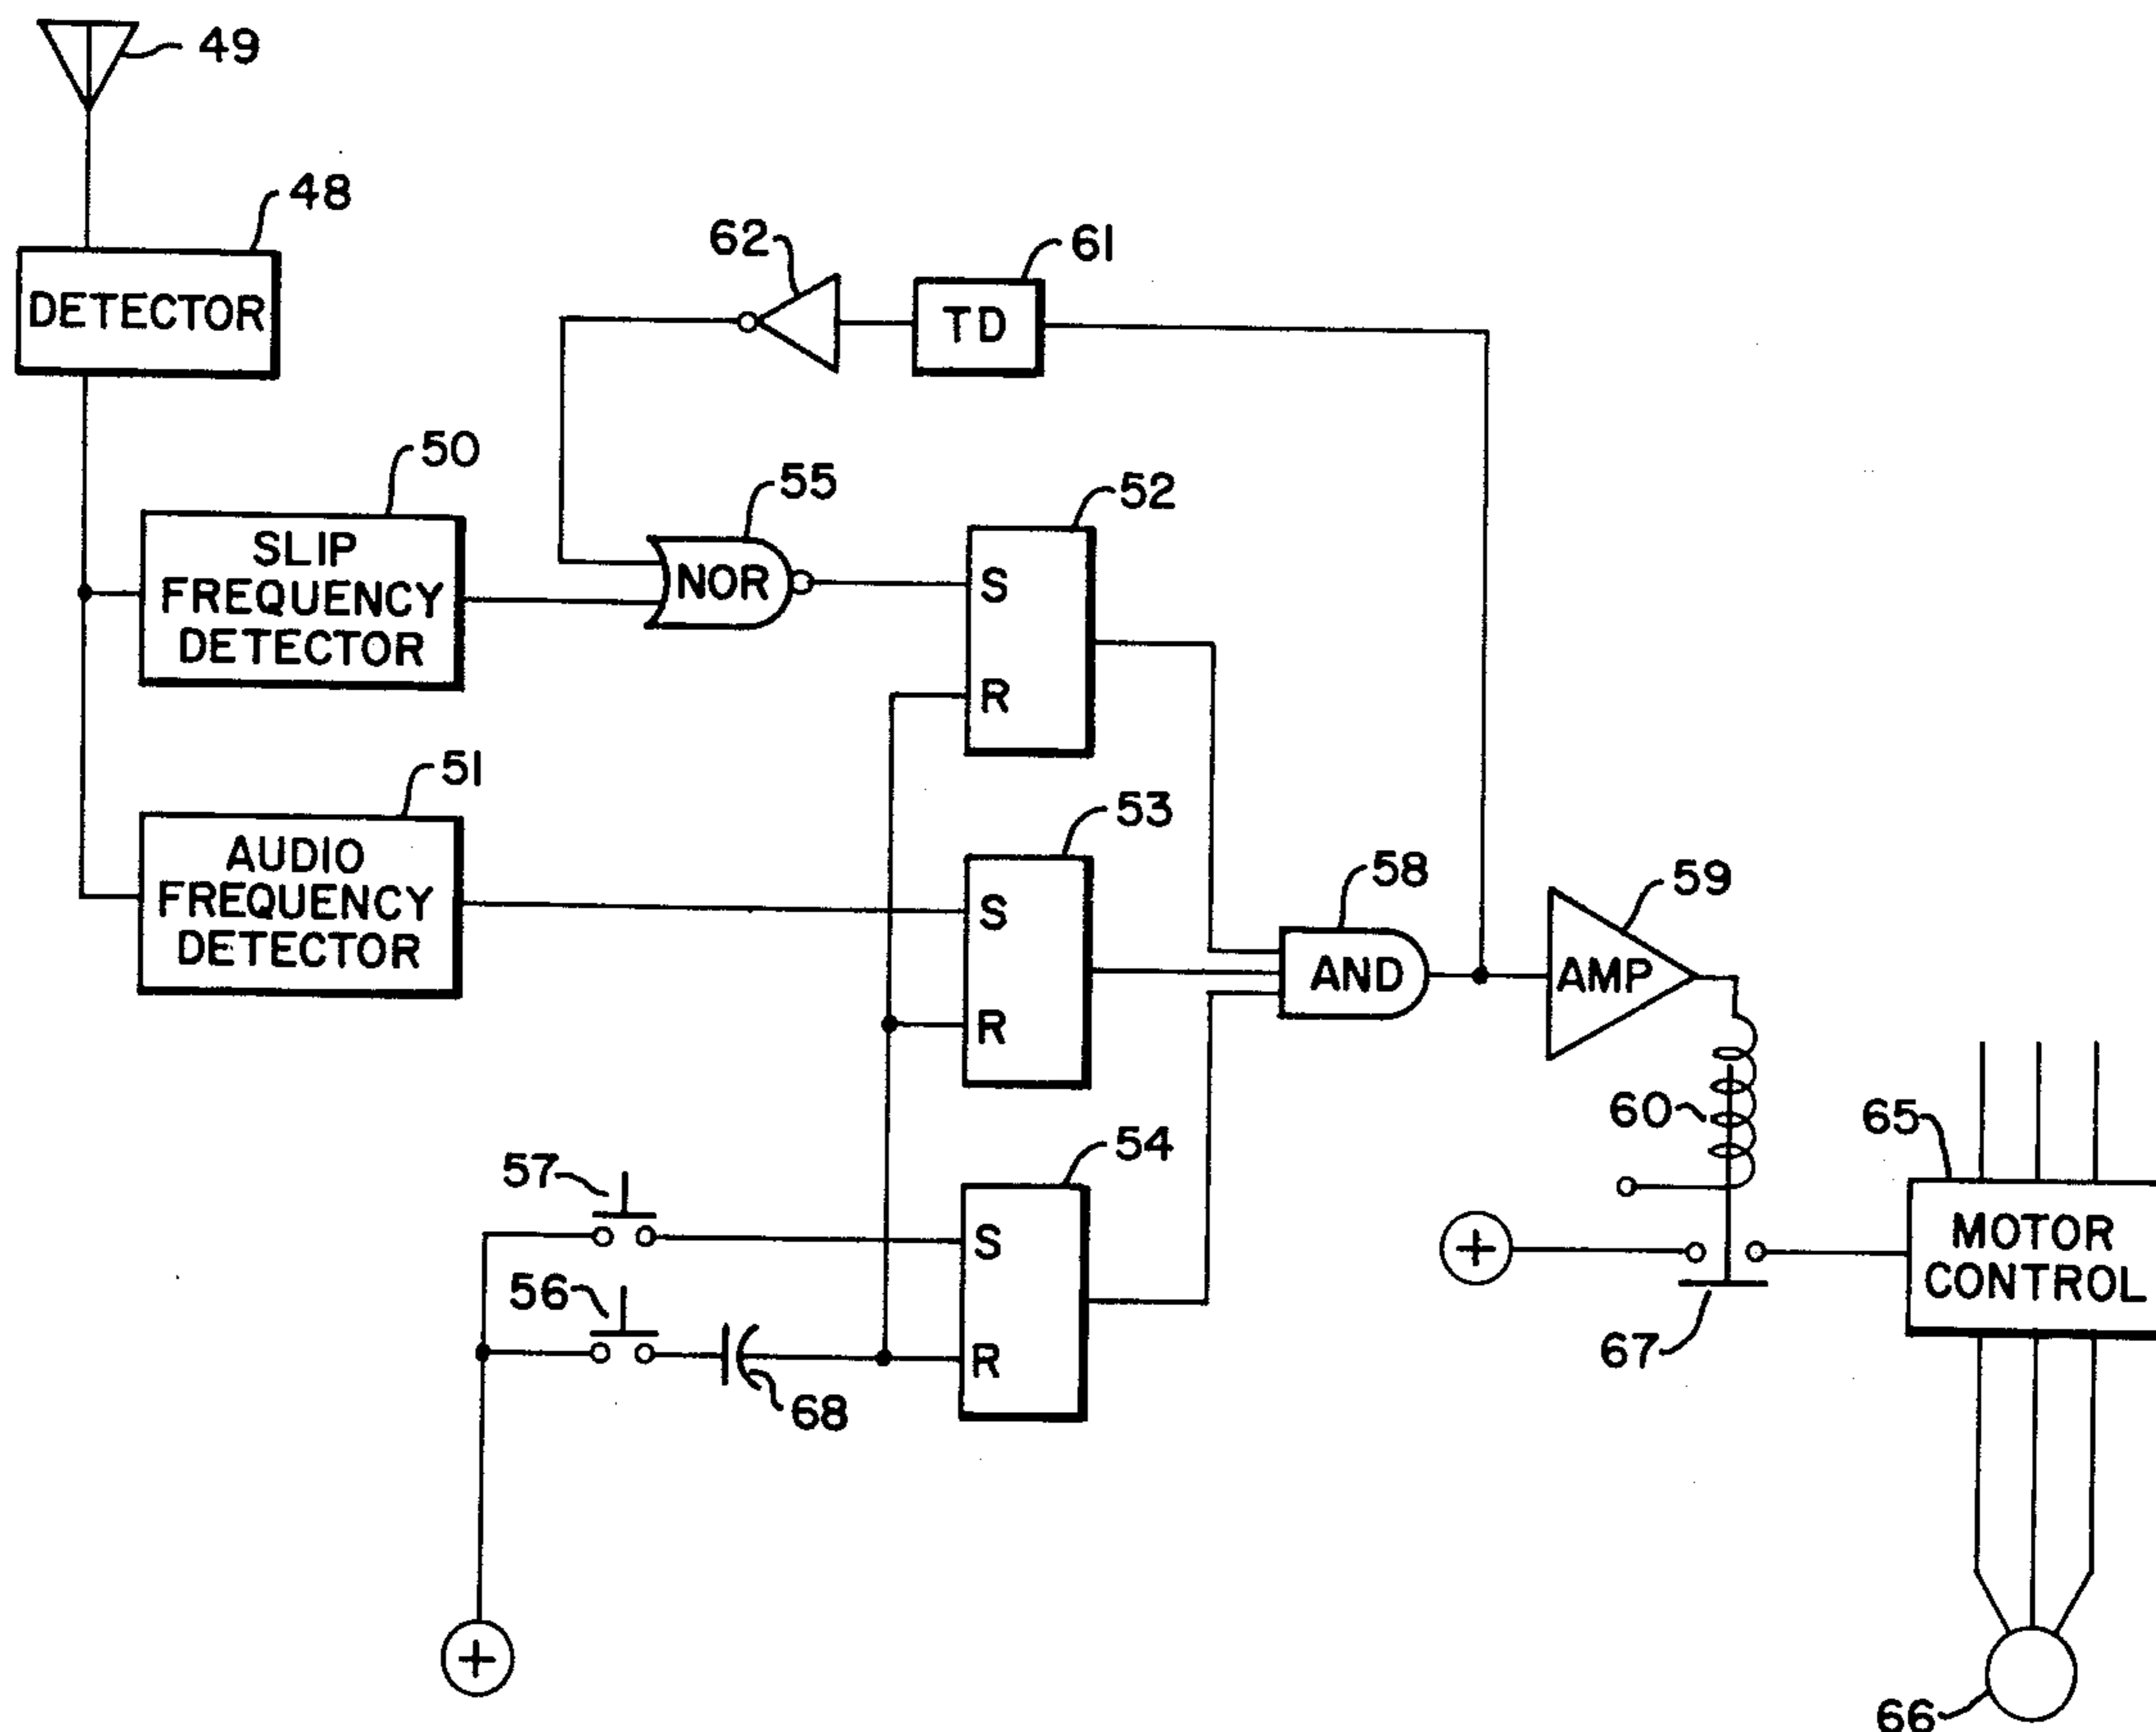 49
48
DETECTOR
62
61
TD
50
SLIP
FREQUENCY
DETECTOR
55
NOR
52
S
R
51
AUDIO
FREQUENCY
DETECTOR
53
S
R
58
AND
59
AMP
60
65
MOTOR
CONTROL
57
54
S
R
56
68
+
67
+
66